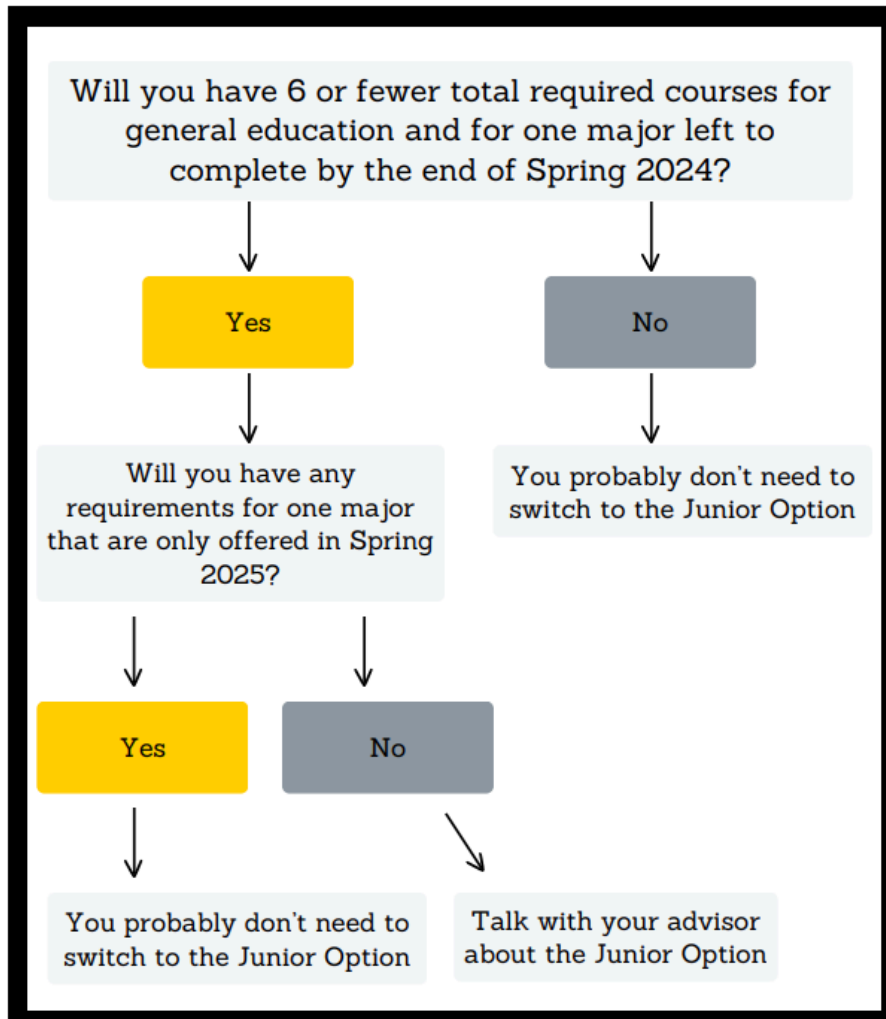 Will you have 6 or fewer total required courses for
general education and for one major left to
complete by the end of Spring 2024?
Yes
No
Will you have any
requirements for one major
that are only offered in Spring
2025?
You probably don't need to
switch to the Junior Option
Yes
No
You probably don't need to
switch to the Junior Option
Talk with your advisor
about the Junior Option